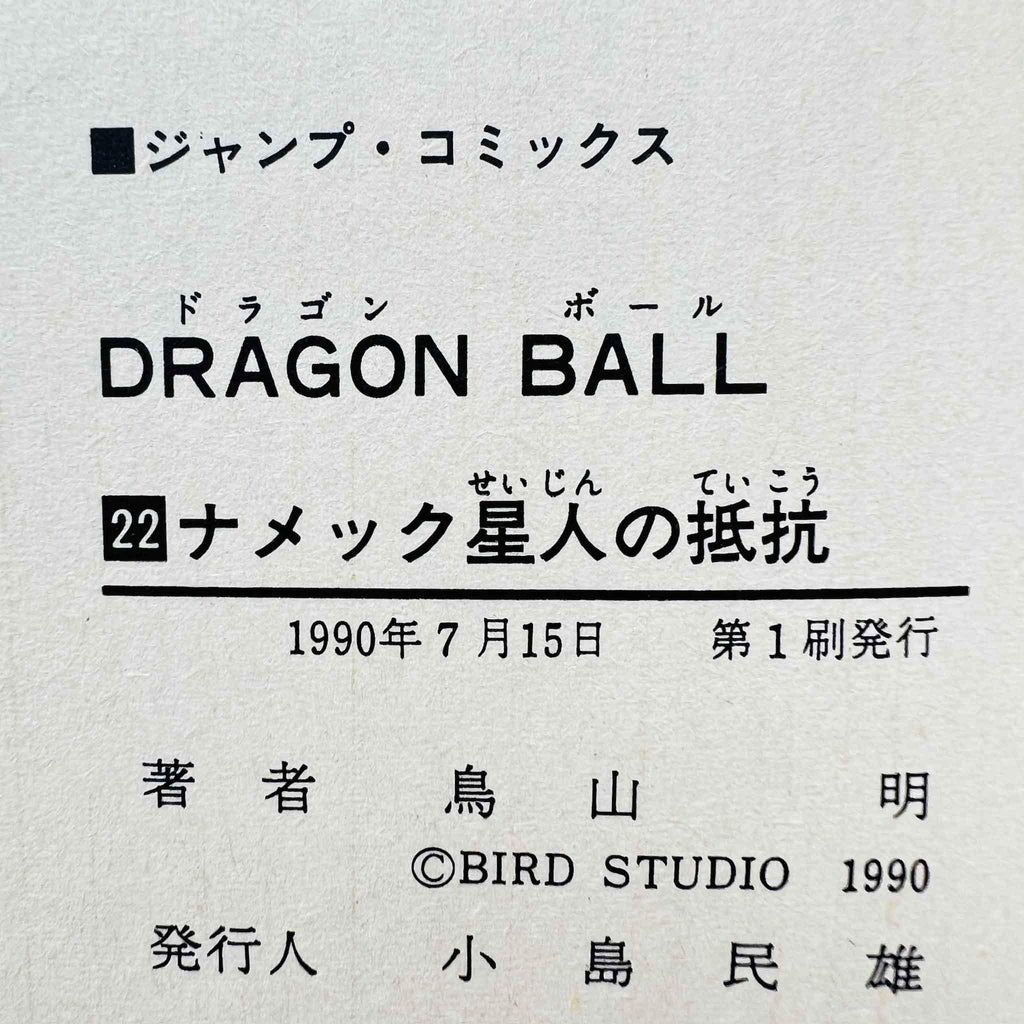 ■ジャンプ・コミックス
ドラゴン ボール
DRAGON BALL
せいじん ていこう
22 ナメック星人の抵抗
1990年7月15日 第1刷発行
著者 鳥山 明
©BIRD STUDIO 1990
発行人 小島民雄